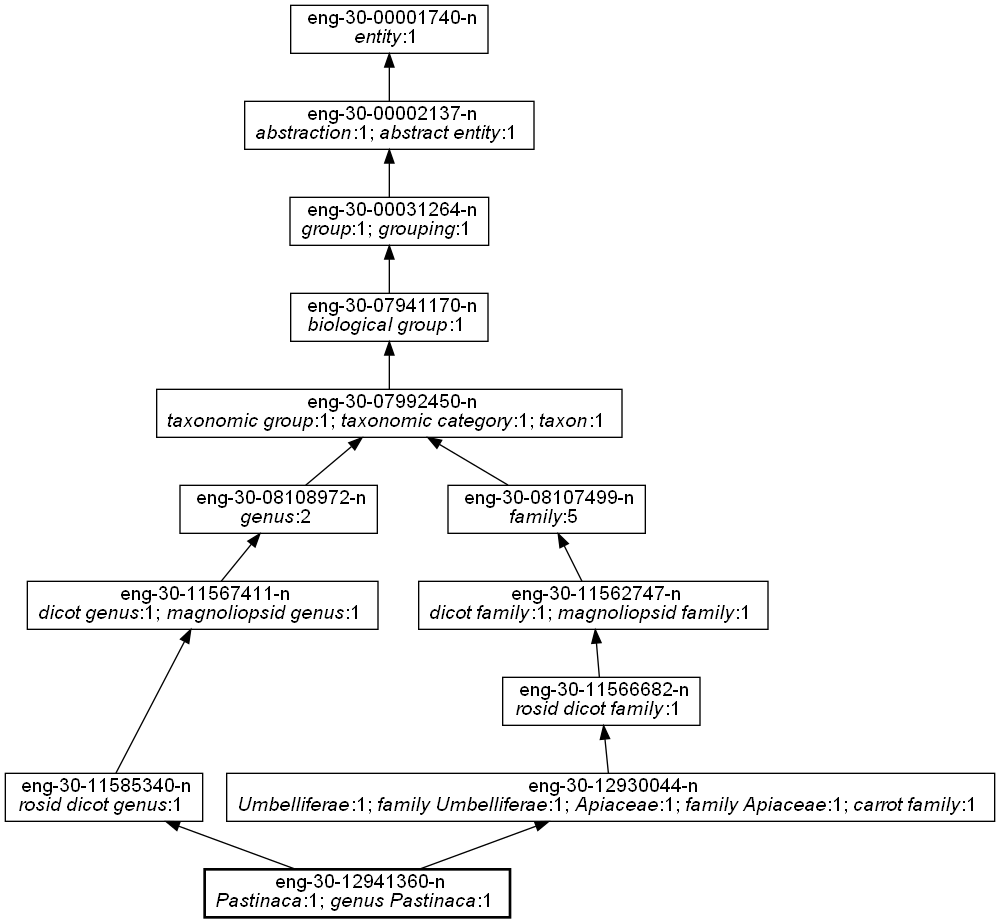 eng-30-00001740-n
entity:1
eng-30-00002137-n
abstraction:1; abstract entity:1
eng-30-00031264-n
group:1; grouping:1
eng-30-07941170-n
biological group:1
eng-30-07992450-n
taxonomic group:1; taxonomic category:1; taxon:1
eng-30-08108972-n
genus:2
eng-30-08107499-n
family:5
eng-30-11567411-n
dicot genus:1; magnoliopsid genus:1
eng-30-11562747-n
dicot family:1; magnoliopsid family:1
eng-30-11566682-n
rosid dicot family:1
eng-30-11585340-n
rosid dicot genus:1
eng-30-12930044-n
Umbelliferae:1; family Umbelliferae:1; Apiaceae:1; family Apiaceae:1; carrot family:1
eng-30-12941360-n
Pastinaca:1; genus Pastinaca:1